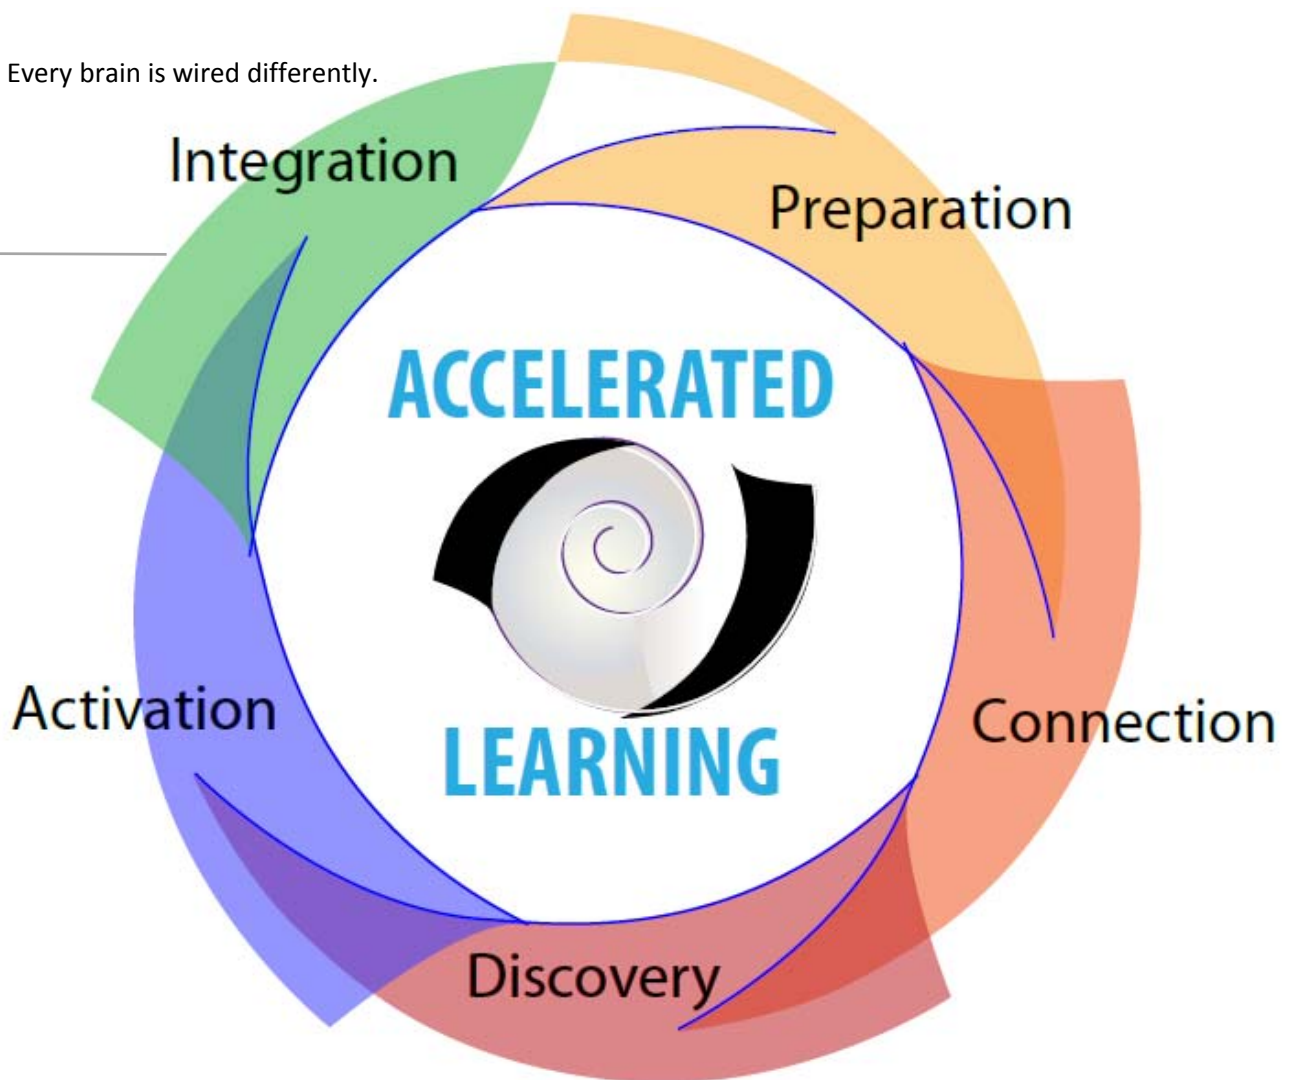 Every brain is wired differently.
Integration
Preparation
ACCELERATED
LEARNING
Activation
Connection
Discovery